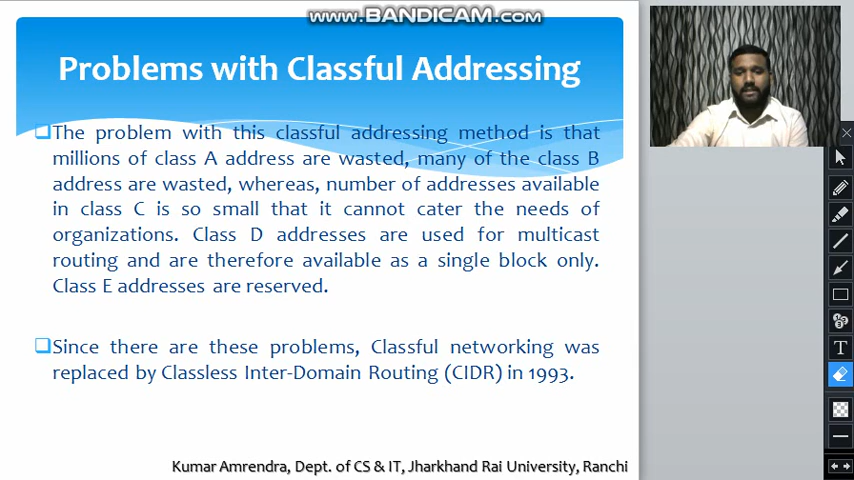 www.BANDICAM.com
Problems with Classful Addressing
The problem with this classful addressing method is that
millions of class A address are wasted, many of the class B
address are wasted, whereas, number of addresses available
in class C is so small that it cannot cater the needs of
organizations. Class D addresses are used for multicast
routing and are therefore available as a single block only.
Class E addresses are reserved.
Since there are these problems, Classful networking was
replaced by Classless Inter-Domain Routing (CIDR) in 1993.
Kumar Amrendra, Dept. of CS & IT, Jharkhand Rai University, Ranchi
T